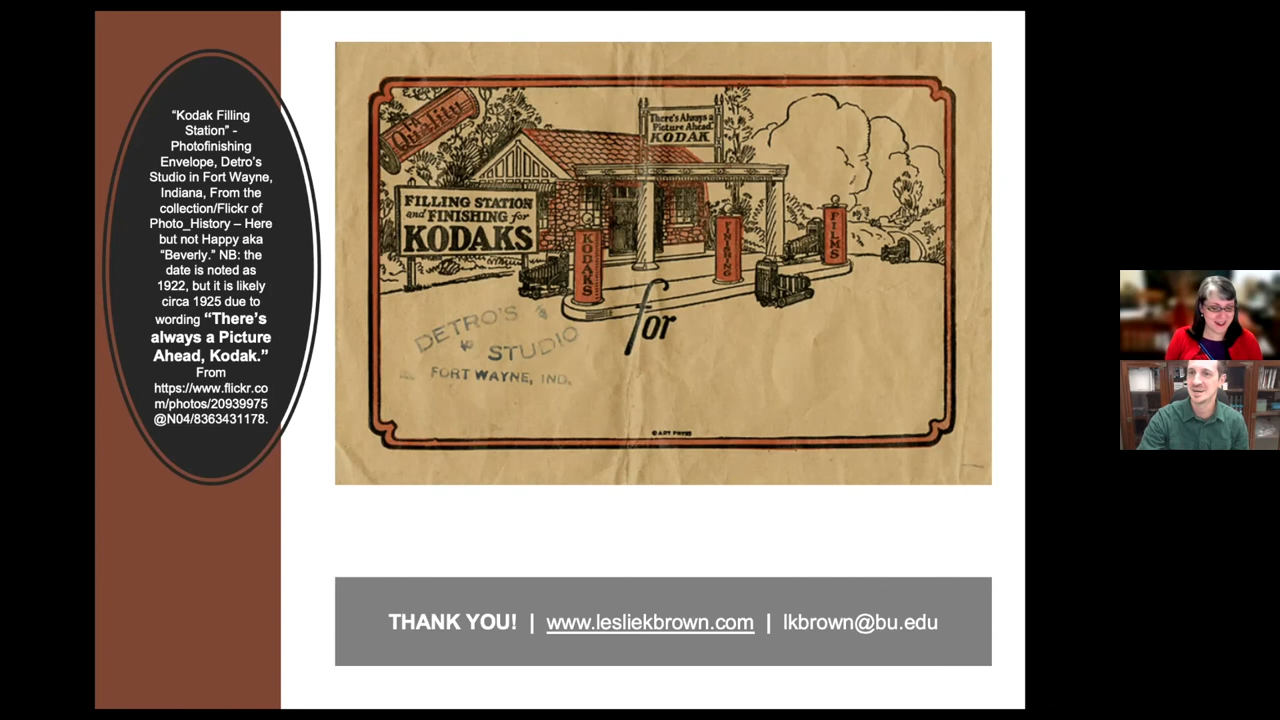 “Kodak Filling
Station” -
Photofinishing
Envelope, Detro’s
Studio in Fort Wayne,
Indiana, From the
collection/Flickr of
Photo_History – Here
but not Happy aka
“Beverly.” NB: the
date is noted as
1922, but it is likely
circa 1925 due to
wording “There’s
always a Picture
Ahead, Kodak.”
From
https://www.flickr.co
m/photos/20939975
@N04/8363431178.
Quality
There's Always a
Picture Ahead.
KODAK
FILLING STATION
and FINISHING for
KODAKS
KODAKS
FINISHING
FILMS
for
DETRO'S
STUDIO
FORT WAYNE, IND.
THANK YOU! | www.lesliekbrown.com | lkbrown@bu.edu